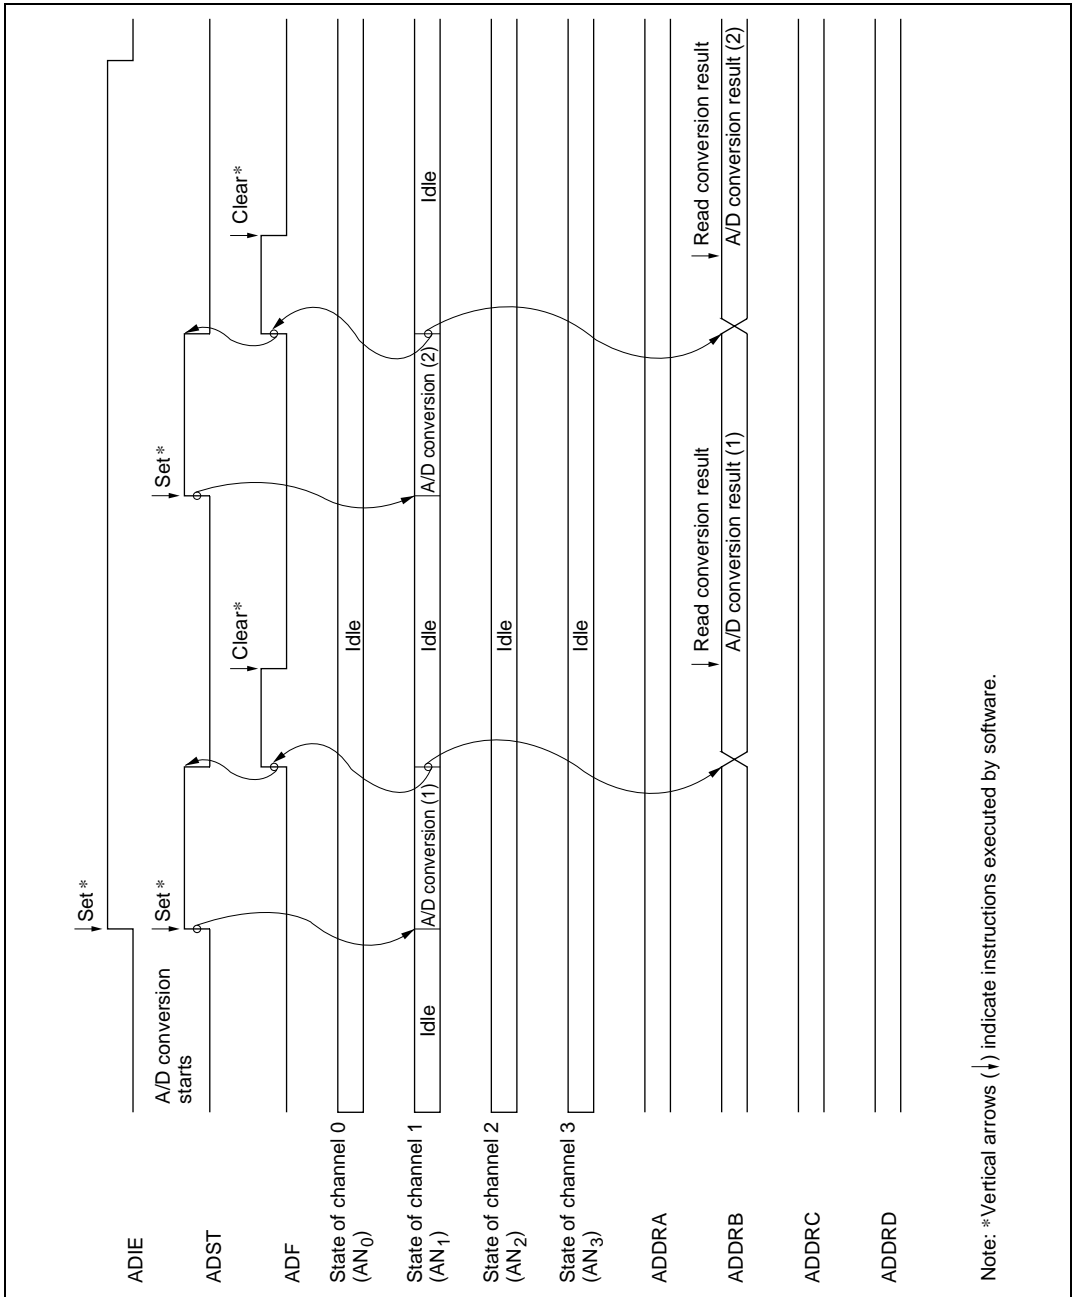 Set*
ADIE
A/D conversion
starts
Set*
Set*
ADST
Clear*
Clear*
ADF
State of channel 0
(AN0)
Idle
State of channel 1
(AN1)
Idle
A/D conversion (1)
Idle
A/D conversion (2)
Idle
State of channel 2
(AN2)
Idle
State of channel 3
(AN3)
Idle
ADDRA
Read conversion result
Read conversion result
ADDRB
A/D conversion result (1)
A/D conversion result (2)
ADDRC
ADDRD
Note: *Vertical arrows (↓) indicate instructions executed by software.